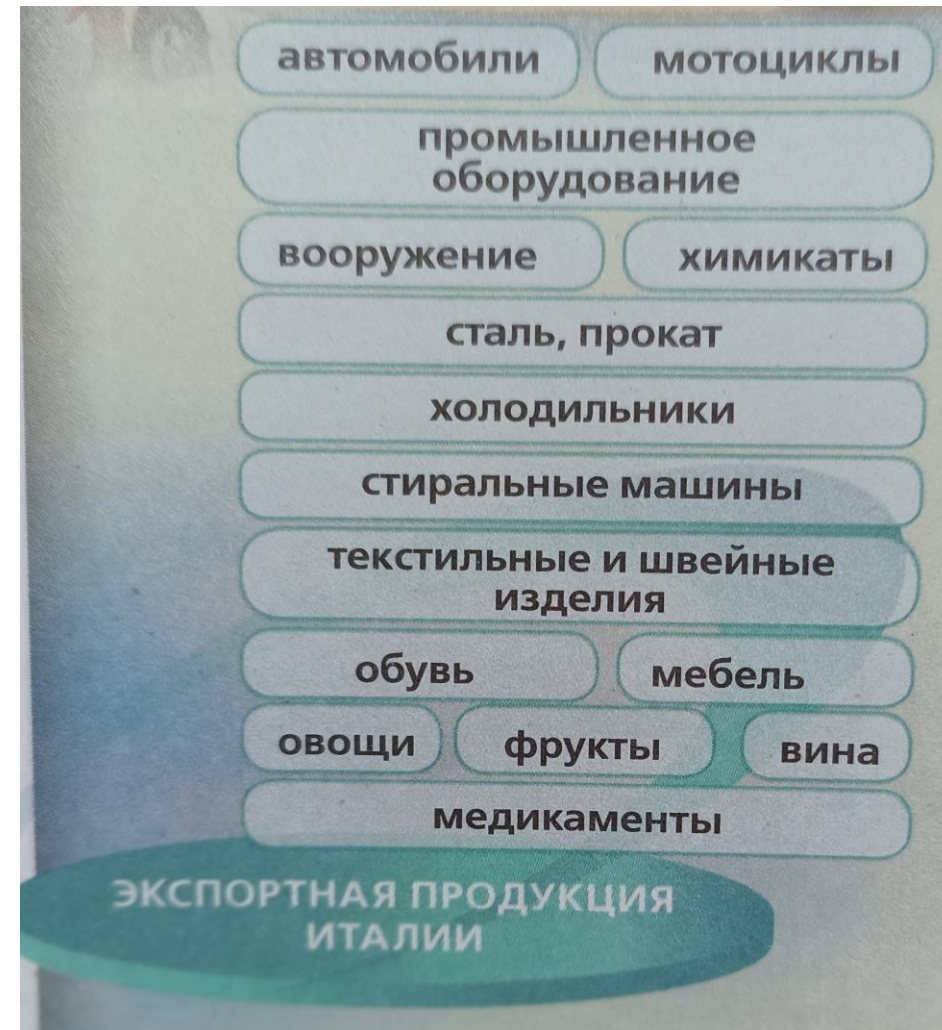 автомобили мотоциклы
промышленное
оборудование
вооружение химикаты
сталь, прокат
холодильники
стиральные машины
текстильные и швейные
изделия
обувь мебель
овощи фрукты вина
медикаменты
ЭКСПОРТНАЯ ПРОДУКЦИЯ
ИТАЛИИ